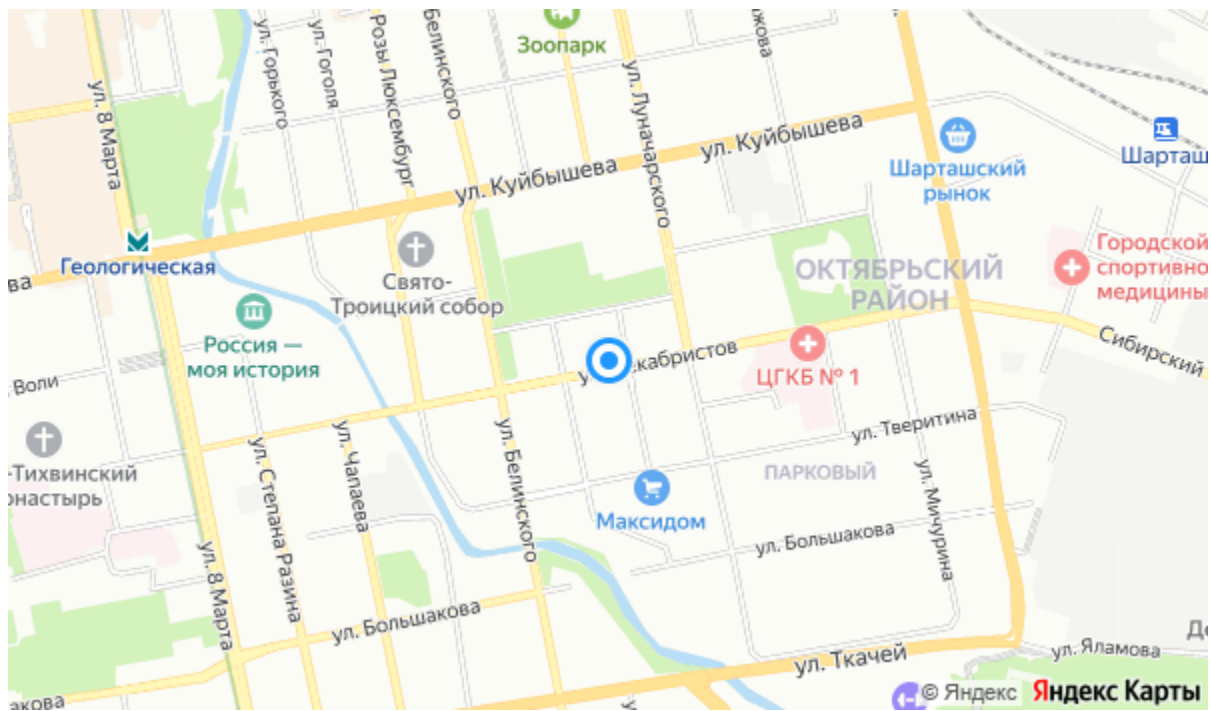 Зоопарк
ул. Горького
ул. Гоголя
Розы Люксембург
Белинского
ул. Луначарского
ул. 8 Марта
ул. Куйбышева
ул. Куйбышева
Шарташский
рынок
Шарташ
Геологическая
ва
Свято-
Троицкий собор
ОКТЯБРЬСКИЙ
РАЙОН
Городской
спортивно
медицины
Россия —
моя история
Сибирский
Воли
кабристов
ЦГКБ № 1
ул. Тверитина
-Тихвинский
онастырь
ул. Степана Разина
ул. Чапаева
ул. Белинского
ПАРКОВЫЙ
ул. Мичурина
Максидом
ул. Большакова
ул. 8 Марта
ул. Большакова
ул. Ткачей
ул. Яламова
акова
© Яндекс Яндекс Карты